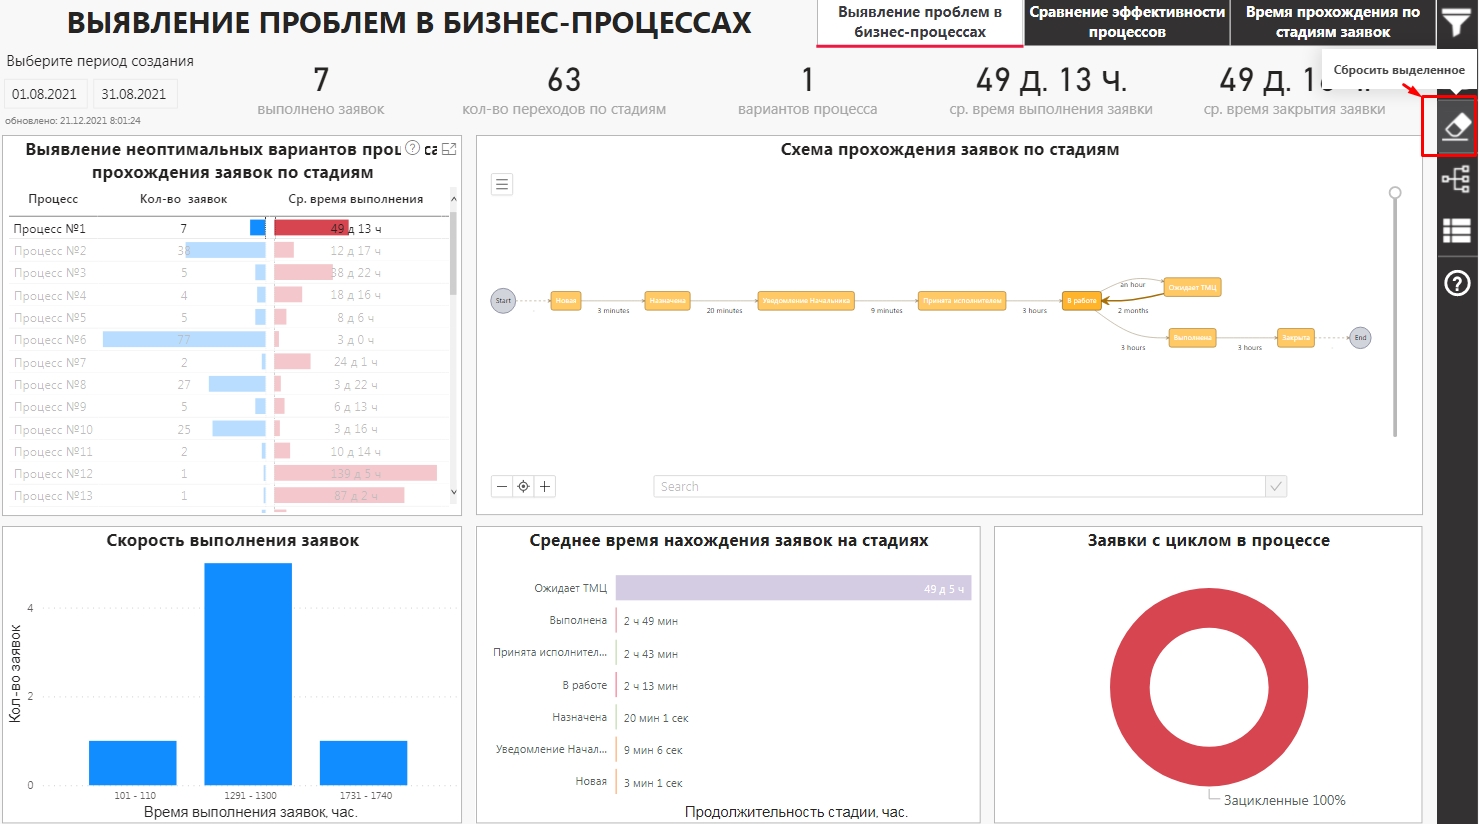 ВЫЯВЛЕНИЕ ПРОБЛЕМ В БИЗНЕС-ПРОЦЕССАХ
Выявление проблем в
бизнес-процессах
Сравнение эффективности
процессов
Время прохождения по
стадиям заявок
Выберите период создания
01.08.2021
31.08.2021
обновлено: 21.12.2021 8:01:24
7
выполнено заявок
63
кол-во переходов по стадиям
1
вариантов процесса
49 Д. 13 Ч.
ср. время выполнения заявки
49 Д.
ср. время закрытия заявки
Сбросить выделенное
Выявление неоптимальных вариантов
прохождения заявок по стадиям
Процесс Кол-во заявок Ср. время выполнения
Процесс №1 7 49 д 13 ч
Процесс №2 38 12 д 17 ч
Процесс №3 5 38 д 22 ч
Процесс №4 4 18 д 16 ч
Процесс №5 5 8 д 6 ч
Процесс №6 77 3 д 0 ч
Процесс №7 2 24 д 1 ч
Процесс №8 27 3 д 22 ч
Процесс №9 5 6 д 13 ч
Процесс №10 25 3 д 16 ч
Процесс №11 2 10 д 14 ч
Процесс №12 1 139 д 5 ч
Процесс №13 1 87 д 2 ч
Схема прохождения заявок по стадиям
Start
Новая
3 minutes
Назначена
20 minutes
Уведомление Начальника
9 minutes
Принята исполнителем
3 hours
В работе
an hour
Ожидает ТМЦ
2 months
3 hours
Выполнена
3 hours
Закрыта
End
Search
Скорость выполнения заявок
Кол-во заявок
4
2
0
101 - 110
1291 - 1300
1731 - 1740
Время выполнения заявок, час.
Среднее время нахождения заявок на стадиях
Ожидает ТМЦ 49 д 5 ч
Выполнена 2 ч 49 мин
Принята исполнител... 2 ч 43 мин
В работе 2 ч 13 мин
Назначена 20 мин 1 сек
Уведомление Начал... 9 мин 6 сек
Новая 3 мин 1 сек
Продолжительность стадии, час.
Заявки с циклом в процессе
Зацикленные 100%